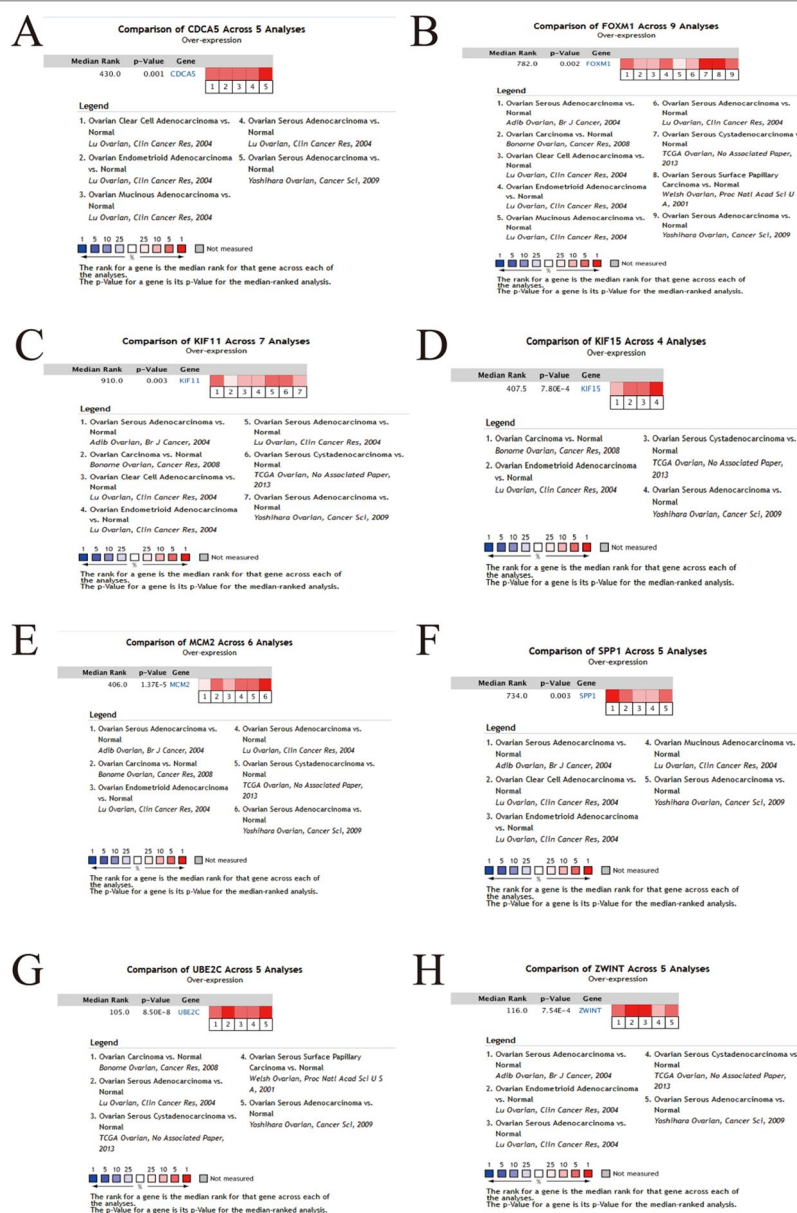 A
Comparison of CDCA5 Across 5 Analyses
Over-expression
Median Rank p-Value Gene
430.0 0.001 CDCA5
1 2 3 4 5
Legend
1. Ovarian Clear Cell Adenocarcinoma vs.
Normal
Lu Ovarian, Clin Cancer Res, 2004
2. Ovarian Endometrioid Adenocarcinoma
vs. Normal
Lu Ovarian, Clin Cancer Res, 2004
3. Ovarian Mucinous Adenocarcinoma vs.
Normal
Lu Ovarian, Clin Cancer Res, 2004
4. Ovarian Serous Adenocarcinoma vs.
Normal
Lu Ovarian, Clin Cancer Res, 2004
5. Ovarian Serous Adenocarcinoma vs.
Normal
Yoshihara Ovarian, Cancer Sci, 2009
1 5 10 25 25 10 5 1
%
Not measured
The rank for a gene is the median rank for that gene across each of
the analyses.
The p-Value for a gene is its p-Value for the median-ranked analysis.
B
Comparison of FOXM1 Across 9 Analyses
Over-expression
Median Rank p-Value Gene
782.0 0.002 FOXM1
1 2 3 4 5 6 7 8 9
Legend
1. Ovarian Serous Adenocarcinoma vs.
Normal
Adib Ovarian, Br J Cancer, 2004
2. Ovarian Carcinoma vs. Normal
Bonome Ovarian, Cancer Res, 2008
3. Ovarian Clear Cell Adenocarcinoma vs.
Normal
Lu Ovarian, Clin Cancer Res, 2004
4. Ovarian Endometrioid Adenocarcinoma
vs. Normal
Lu Ovarian, Clin Cancer Res, 2004
5. Ovarian Mucinous Adenocarcinoma vs.
Normal
Lu Ovarian, Clin Cancer Res, 2004
6. Ovarian Serous Adenocarcinoma vs.
Normal
Lu Ovarian, Clin Cancer Res, 2004
7. Ovarian Serous Cystadenocarcinoma v
Normal
TCGA Ovarian, No Associated Paper,
2013
8. Ovarian Serous Surface Papillary
Carcinoma vs. Normal
Welsh Ovarian, Proc Natl Acad Sci U
A, 2001
9. Ovarian Serous Adenocarcinoma vs.
Normal
Yoshihara Ovarian, Cancer Sci, 2009
1 5 10 25 25 10 5 1
%
Not measured
The rank for a gene is the median rank for that gene across each of
the analyses.
The p-Value for a gene is its p-Value for the median-ranked analysis.
C
Comparison of KIF11 Across 7 Analyses
Over-expression
Median Rank p-Value Gene
910.0 0.003 KIF11
1 2 3 4 5 6 7
Legend
1. Ovarian Serous Adenocarcinoma vs.
Normal
Adib Ovarian, Br J Cancer, 2004
2. Ovarian Carcinoma vs. Normal
Bonome Ovarian, Cancer Res, 2008
3. Ovarian Clear Cell Adenocarcinoma vs.
Normal
Lu Ovarian, Clin Cancer Res, 2004
4. Ovarian Endometrioid Adenocarcinoma
vs. Normal
Lu Ovarian, Clin Cancer Res, 2004
5. Ovarian Serous Adenocarcinoma vs.
Normal
Lu Ovarian, Clin Cancer Res, 2004
6. Ovarian Serous Cystadenocarcinoma vs.
Normal
TCGA Ovarian, No Associated Paper,
2013
7. Ovarian Serous Adenocarcinoma vs.
Normal
Yoshihara Ovarian, Cancer Sci, 2009
1 5 10 25 25 10 5 1
%
Not measured
The rank for a gene is the median rank for that gene across each of
the analyses.
The p-Value for a gene is its p-Value for the median-ranked analysis.
D
Comparison of KIF15 Across 4 Analyses
Over-expression
Median Rank p-Value Gene
407.5 7.80E-4 KIF15
1 2 3 4
Legend
1. Ovarian Carcinoma vs. Normal
Bonome Ovarian, Cancer Res, 2008
2. Ovarian Endometrioid Adenocarcinoma
vs. Normal
Lu Ovarian, Clin Cancer Res, 2004
3. Ovarian Serous Cystadenocarcinoma vs.
Normal
TCGA Ovarian, No Associated Paper,
2013
4. Ovarian Serous Adenocarcinoma vs.
Normal
Yoshihara Ovarian, Cancer Sci, 2009
1 5 10 25 25 10 5 1
%
Not measured
The rank for a gene is the median rank for that gene across each of
the analyses.
The p-Value for a gene is its p-Value for the median-ranked analysis.
E
Comparison of MCM2 Across 6 Analyses
Over-expression
Median Rank p-Value Gene
406.0 1.37E-5 MCM2
1 2 3 4 5 6
Legend
1. Ovarian Serous Adenocarcinoma vs.
Normal
Adib Ovarian, Br J Cancer, 2004
2. Ovarian Carcinoma vs. Normal
Bonome Ovarian, Cancer Res, 2008
3. Ovarian Endometrioid Adenocarcinoma
vs. Normal
Lu Ovarian, Clin Cancer Res, 2004
4. Ovarian Serous Adenocarcinoma vs.
Normal
Lu Ovarian, Clin Cancer Res, 2004
5. Ovarian Serous Cystadenocarcinoma vs.
Normal
TCGA Ovarian, No Associated Paper,
2013
6. Ovarian Serous Adenocarcinoma vs.
Normal
Yoshihara Ovarian, Cancer Sci, 2009
1 5 10 25 25 10 5 1
%
Not measured
The rank for a gene is the median rank for that gene across each of
the analyses.
The p-Value for a gene is its p-Value for the median-ranked analysis.
F
Comparison of SPP1 Across 5 Analyses
Over-expression
Median Rank p-Value Gene
734.0 0.003 SPP1
1 2 3 4 5
Legend
1. Ovarian Serous Adenocarcinoma vs.
Normal
Adib Ovarian, Br J Cancer, 2004
2. Ovarian Clear Cell Adenocarcinoma vs.
Normal
Lu Ovarian, Clin Cancer Res, 2004
3. Ovarian Endometrioid Adenocarcinoma
vs. Normal
Lu Ovarian, Clin Cancer Res, 2004
4. Ovarian Mucinous Adenocarcinoma vs.
Normal
Lu Ovarian, Clin Cancer Res, 2004
5. Ovarian Serous Adenocarcinoma vs.
Normal
Yoshihara Ovarian, Cancer Sci, 2009
1 5 10 25 25 10 5 1
%
Not measured
The rank for a gene is the median rank for that gene across each of
the analyses.
The p-Value for a gene is its p-Value for the median-ranked analysis.
G
Comparison of UBE2C Across 5 Analyses
Over-expression
Median Rank p-Value Gene
105.0 8.50E-8 UBE2C
1 2 3 4 5
Legend
1. Ovarian Carcinoma vs. Normal
Bonome Ovarian, Cancer Res, 2008
2. Ovarian Serous Adenocarcinoma vs.
Normal
Lu Ovarian, Clin Cancer Res, 2004
3. Ovarian Serous Cystadenocarcinoma vs.
Normal
TCGA Ovarian, No Associated Paper,
2013
4. Ovarian Serous Surface Papillary
Carcinoma vs. Normal
Welsh Ovarian, Proc Natl Acad Sci U S
A, 2001
5. Ovarian Serous Adenocarcinoma vs.
Normal
Yoshihara Ovarian, Cancer Sci, 2009
1 5 10 25 25 10 5 1
%
Not measured
The rank for a gene is the median rank for that gene across each of
the analyses.
The p-Value for a gene is its p-Value for the median-ranked analysis.
H
Comparison of ZWINT Across 5 Analyses
Over-expression
Median Rank p-Value Gene
116.0 7.54E-4 ZWINT
1 2 3 4 5
Legend
1. Ovarian Serous Adenocarcinoma vs.
Normal
Adib Ovarian, Br J Cancer, 2004
2. Ovarian Endometrioid Adenocarcinoma
vs. Normal
Lu Ovarian, Clin Cancer Res, 2004
3. Ovarian Serous Adenocarcinoma vs.
Normal
Lu Ovarian, Clin Cancer Res, 2004
4. Ovarian Serous Cystadenocarcinoma vs
Normal
TCGA Ovarian, No Associated Paper,
2013
5. Ovarian Serous Adenocarcinoma vs.
Normal
Yoshihara Ovarian, Cancer Sci, 2009
1 5 10 25 25 10 5 1
%
Not measured
The rank for a gene is the median rank for that gene across each of
the analyses.
The p-Value for a gene is its p-Value for the median-ranked analysis.